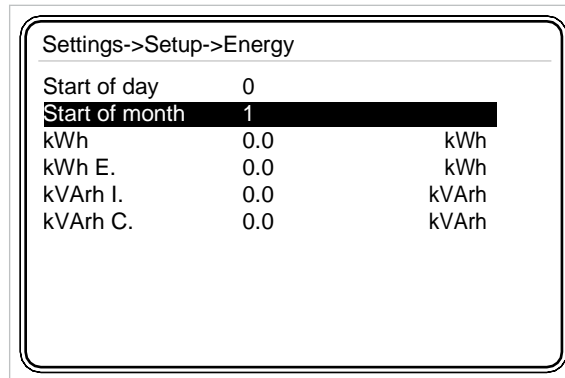 Settings->Setup->Energy
Start of day 0
Start of month 1
kWh 0.0 kWh
kWh E. 0.0 kWh
kVArh I. 0.0 kVArh
kVArh C. 0.0 kVArh